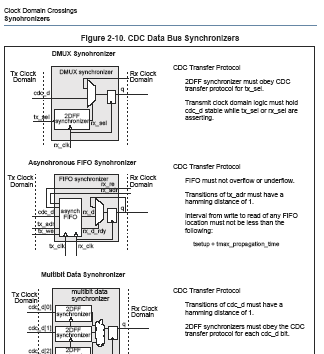 Clock Domain Crossings
Synchronizers
Figure 2-10. CDC Data Bus Synchronizers
DMUX Synchronizer
Tx Clock Domain
DMUX synchronizer
Rx Clock Domain
cdc_d
q
tx_sel
2DFF synchronizer
rx_sel
rx_clk
CDC Transfer Protocol
2DFF synchronizer must obey CDC
transfer protocol for tx_sel.
Transmit clock domain logic must hold
cdc_d stable while tx_sel or rx_sel are
asserting.
Asynchronous FIFO Synchronizer
Tx Clock Domain
FIFO synchronizer
Rx Clock Domain
rx_re
rx_adr
q
cdc_d
asynch FIFO
rx_d
tx_adr
tx_we
rx_d_rdy
tx_clk
rx_clk
CDC Transfer Protocol
FIFO must not overflow or underflow.
Transitions of tx_adr must have a
hamming distance of 1.
Interval from write to read of any FIFO
location must not be less than the
following:
tsetup + tmax_propagation_time
Multibit Data Synchronizer
Tx Clock Domain
multibit data synchronizer
Rx Clock Domain
cdc_d[0]
2DFF synchronizer
cdc_d[1]
2DFF synchronizer
q
cdc_d[2]
2DFF
CDC Transfer Protocol
Transitions of cdc_d must have a
hamming distance of 1.
2DFF synchronizers must obey the CDC
transfer protocol for each cdc_d bit.